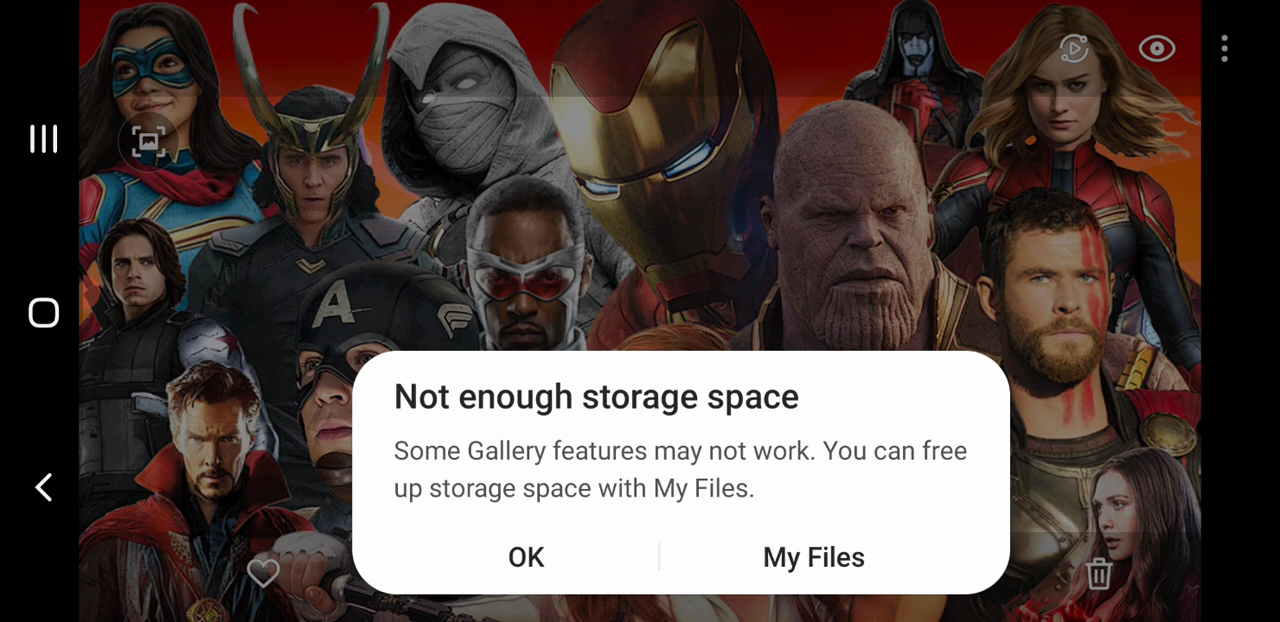 A
Not enough storage space
Some Gallery features may not work. You can free
up storage space with My Files.
OK
My Files